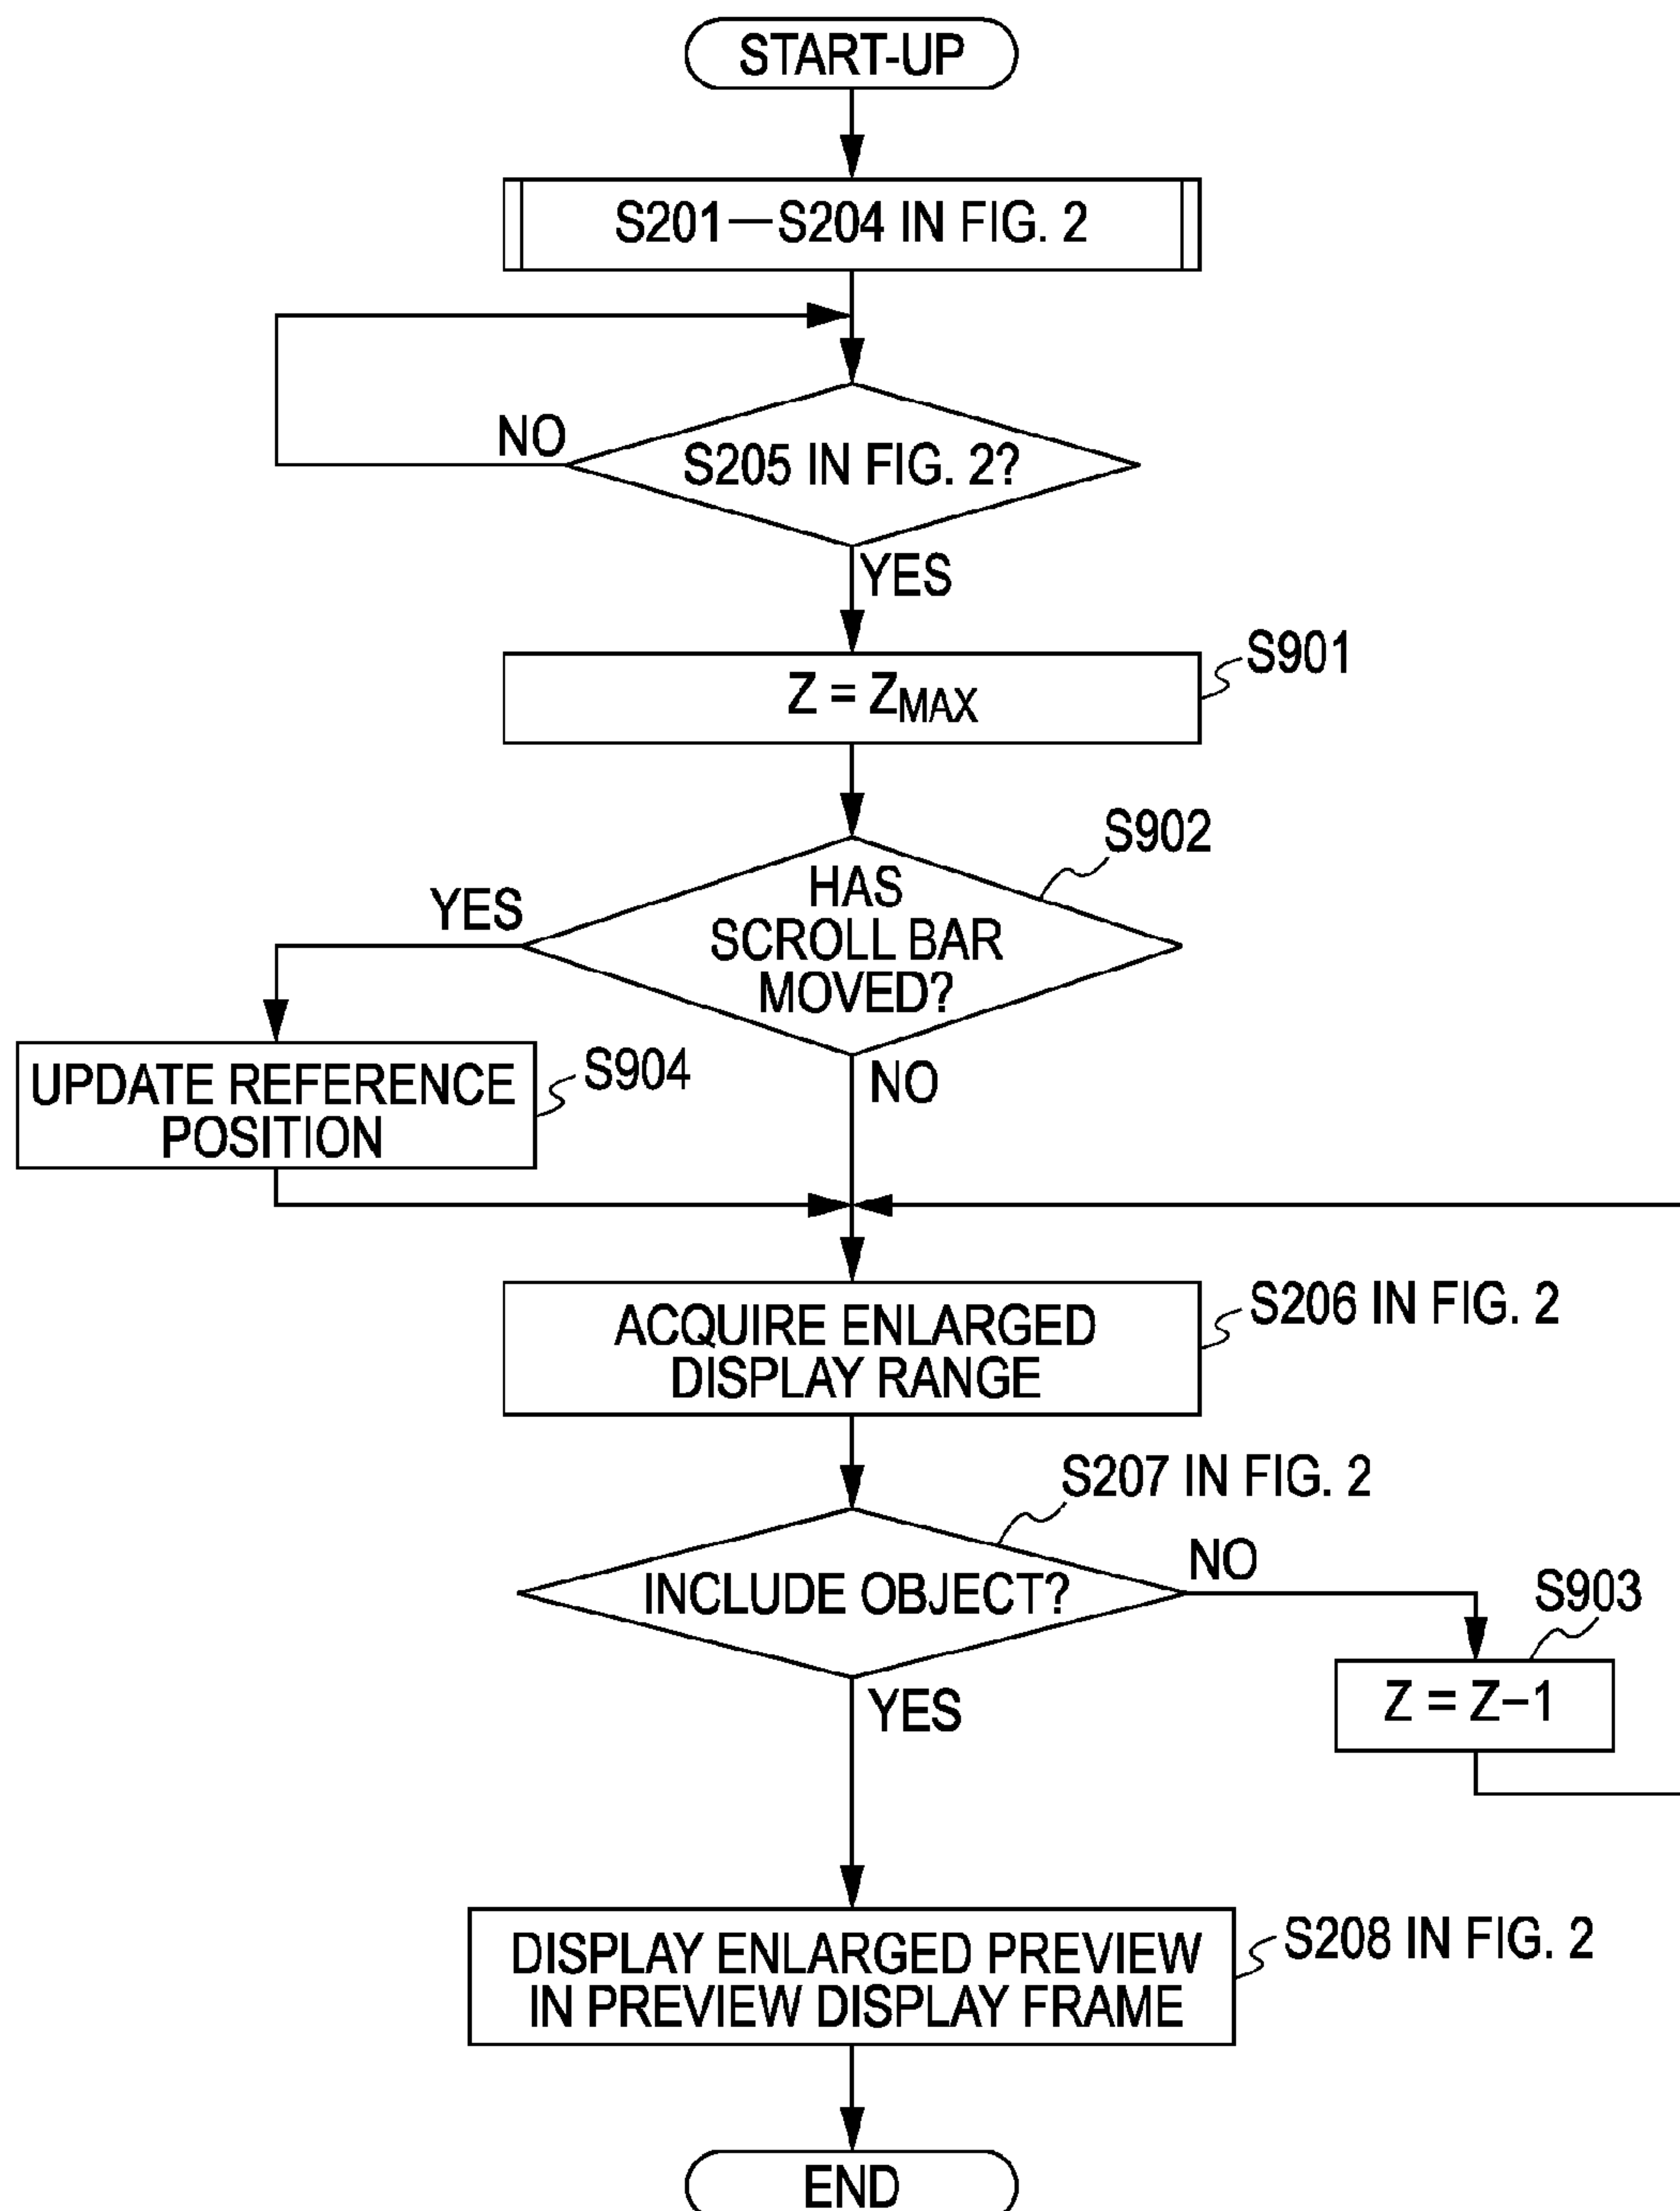 START-UP
S201—S204 IN FIG. 2
NO
S205 IN FIG. 2?
YES
S901
Z = ZMAX
S902
YES
HAS
SCROLL BAR
MOVED?
S904
UPDATE REFERENCE
POSITION
NO
S206 IN FIG. 2
ACQUIRE ENLARGED
DISPLAY RANGE
S207 IN FIG. 2
NO
INCLUDE OBJECT?
S903
Z = Z–1
YES
S208 IN FIG. 2
DISPLAY ENLARGED PREVIEW
IN PREVIEW DISPLAY FRAME
END